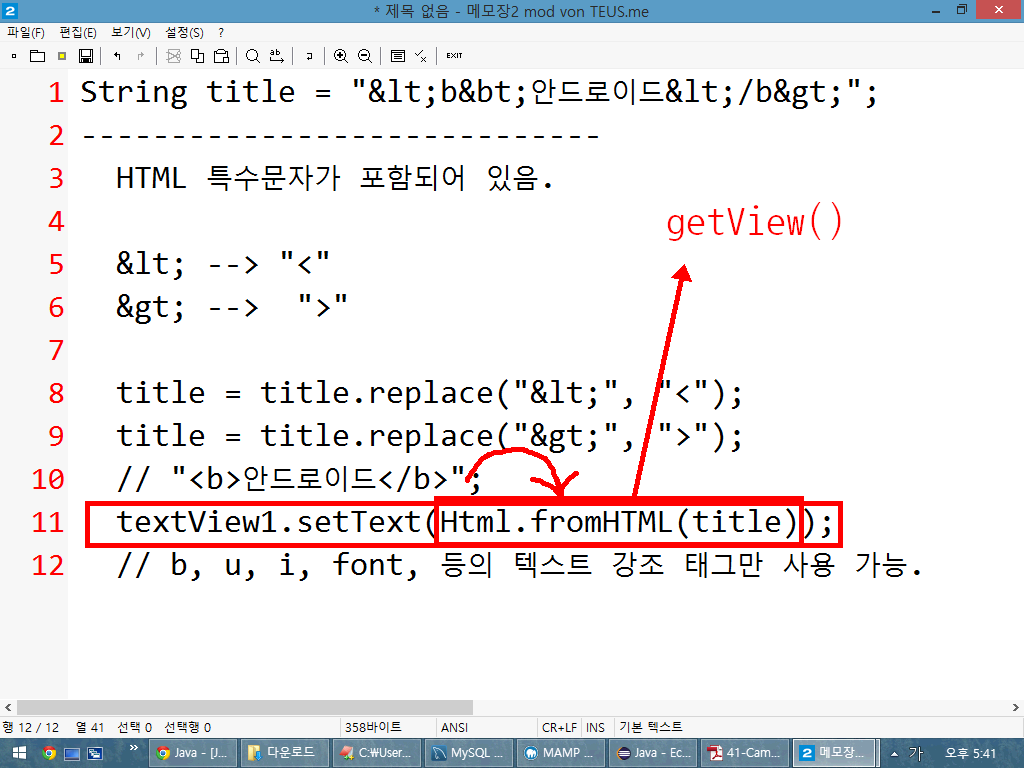 * 제목 없음 - 메모장2 mod von TEUS.me
파일(F) 편집(E) 보기(V) 설정(S) ?
EXIT
1 String title = "&lt;b&bt;안드로이드&lt;/b&gt;";
2 -----------------------------
3 HTML 특수문자가 포함되어 있음.
4
getView()
5 &lt; --> "<"
6 &gt; -->  ">"
7
8 title = title.replace("&lt;", "<");
9 title = title.replace("&gt;", ">");
10 // "<b>안드로이드</b>";
11 textView1.setText(Html.fromHTML(title));
12 // b, u, i, font, 등의 텍스트 강조 태그만 사용 가능.
행 12 / 12 열 41 선택 0 선택행 0 358바이트 ANSI CR+LF INS 기본 텍스트
Java - [J... 다운로드 C:₩User... MySQL ... MAMP ... Java - Ec... 41-Cam... 2 메모장... 가 오후 5:41